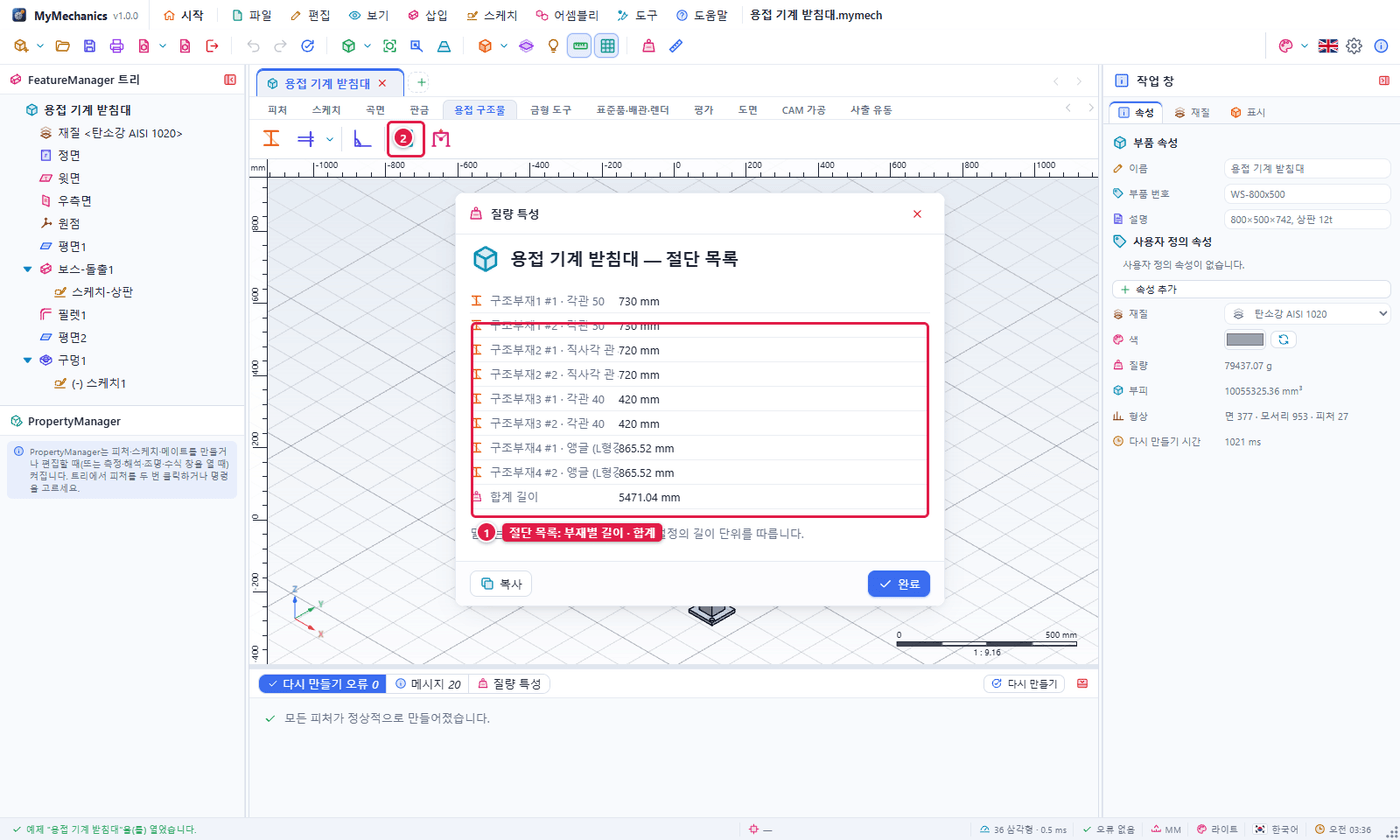 MyMechanics v1.0.0 시작 파일 편집 보기 삽입 스케치 어셈블리 도구 도움말 용접 기계 받침대.mymech
FeatureManager 트리
용접 기계 받침대
재질 <탄소강 AISI 1020>
정면
윗면
우측면
원점
평면1
보스-돌출1
스케치-상판
필렛1
평면2
구멍1
(-) 스케치1
PropertyManager
PropertyManager는 피처·스케치·메이트를 만들거
나 편집할 때(또는 측정·해석·조명·수식 창을 열 때)
켜집니다. 트리에서 피처를 두 번 클릭하거나 명령
을 고르세요.
용접 기계 받침대
피처 스케치 곡면 판금 용접 구조물 금형 도구 표준품·배관·렌더 평가 도면 CAM 가공 사출 유동
2
mm -1000 -800 -600 -400 -200 0 200 400 600 800 1000
800
600
400
200
0
-200
-400
질량 특성
용접 기계 받침대 — 절단 목록
구조부재1 #1 · 각관 50 730 mm
구조부재1 #2 · 각관 50 730 mm
구조부재2 #1 · 직사각 관 720 mm
구조부재2 #2 · 직사각 관 720 mm
구조부재3 #1 · 각관 40 420 mm
구조부재3 #2 · 각관 40 420 mm
구조부재4 #1 · 앵글 (L형강 865.52 mm
구조부재4 #2 · 앵글 (L형강 865.52 mm
합계 길이 5471.04 mm
1 절단 목록: 부재별 길이 · 합계
설정의 길이 단위를 따릅니다.
복사
완료
Z
Y
X
0 500 mm
1 : 9.16
다시 만들기 오류 0 메시지 20 질량 특성 다시 만들기
모든 피처가 정상적으로 만들어졌습니다.
작업 창
속성 재질 표시
부품 속성
이름 용접 기계 받침대
부품 번호 WS-800x500
설명 800×500×742, 상판 12t
사용자 정의 속성
사용자 정의 속성이 없습니다.
속성 추가
재질 탄소강 AISI 1020
색
질량 79437.07 g
부피 10055325.36 mm³
형상 면 377 · 모서리 953 · 피처 27
다시 만들기 시간 1021 ms
예제 "용접 기계 받침대"을(를) 열었습니다. — 36 삼각형 · 0.5 ms 오류 없음 MM 라이트 한국어 오전 03:36